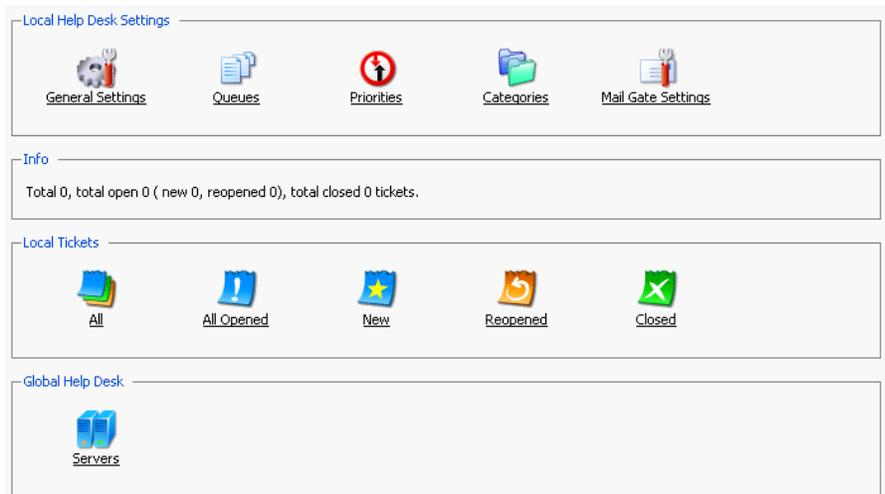 Local Help Desk Settings
General Settings Queues Priorities Categories Mail Gate Settings
Info
Total 0, total open 0 ( new 0, reopened 0), total closed 0 tickets.
Local Tickets
All All Opened New Reopened Closed
Global Help Desk
Servers